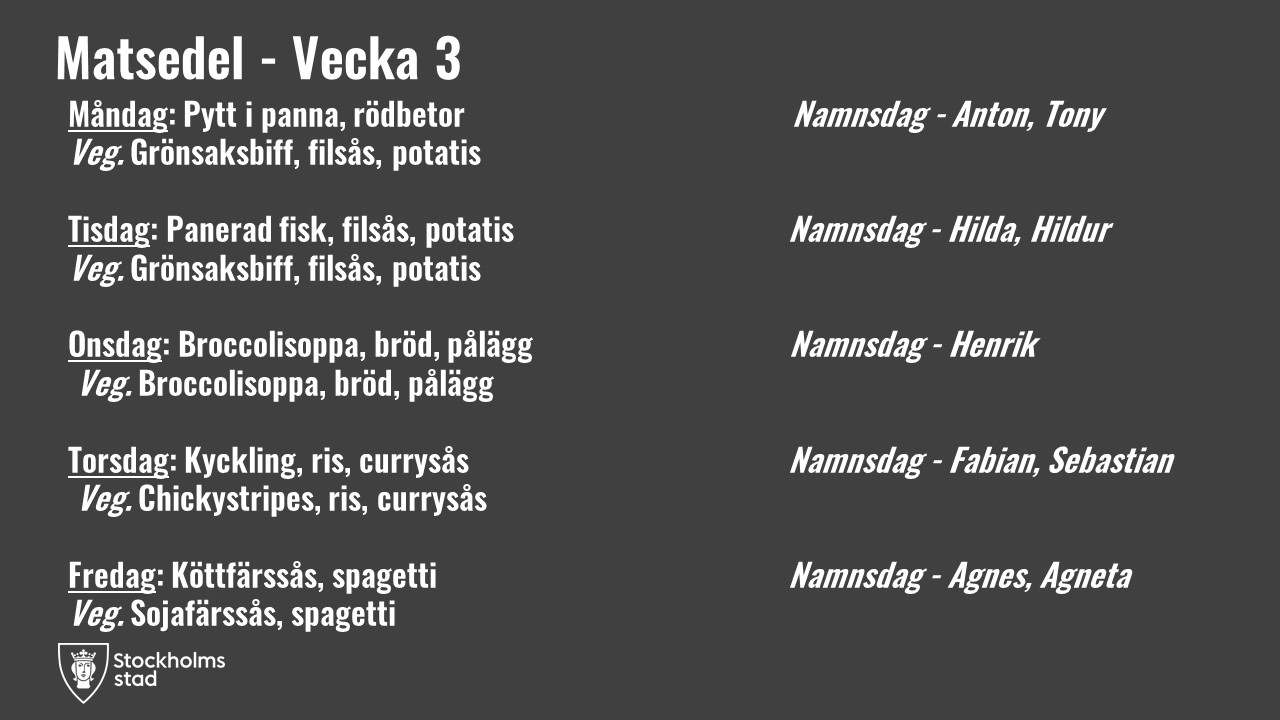 Matsedel - Vecka 3
Måndag: Pytt i panna, rödbetor
Namnsdag - Anton, Tony
Veg. Grönsaksbiff, filsås, potatis
Tisdag: Panerad fisk, filsås, potatis
Namnsdag - Hilda, Hildur
Veg. Grönsaksbiff, filsås, potatis
Onsdag: Broccolisoppa, bröd, pålägg
Namnsdag - Henrik
Veg. Broccolisoppa, bröd, pålägg
Torsdag: Kyckling, ris, currysås
Namnsdag - Fabian, Sebastian
Veg. Chickystripes, ris, currysås
Fredag: Köttfärssås, spagetti
Namnsdag - Agnes, Agneta
Veg. Sojafärssås, spagetti
Stockholms
stad